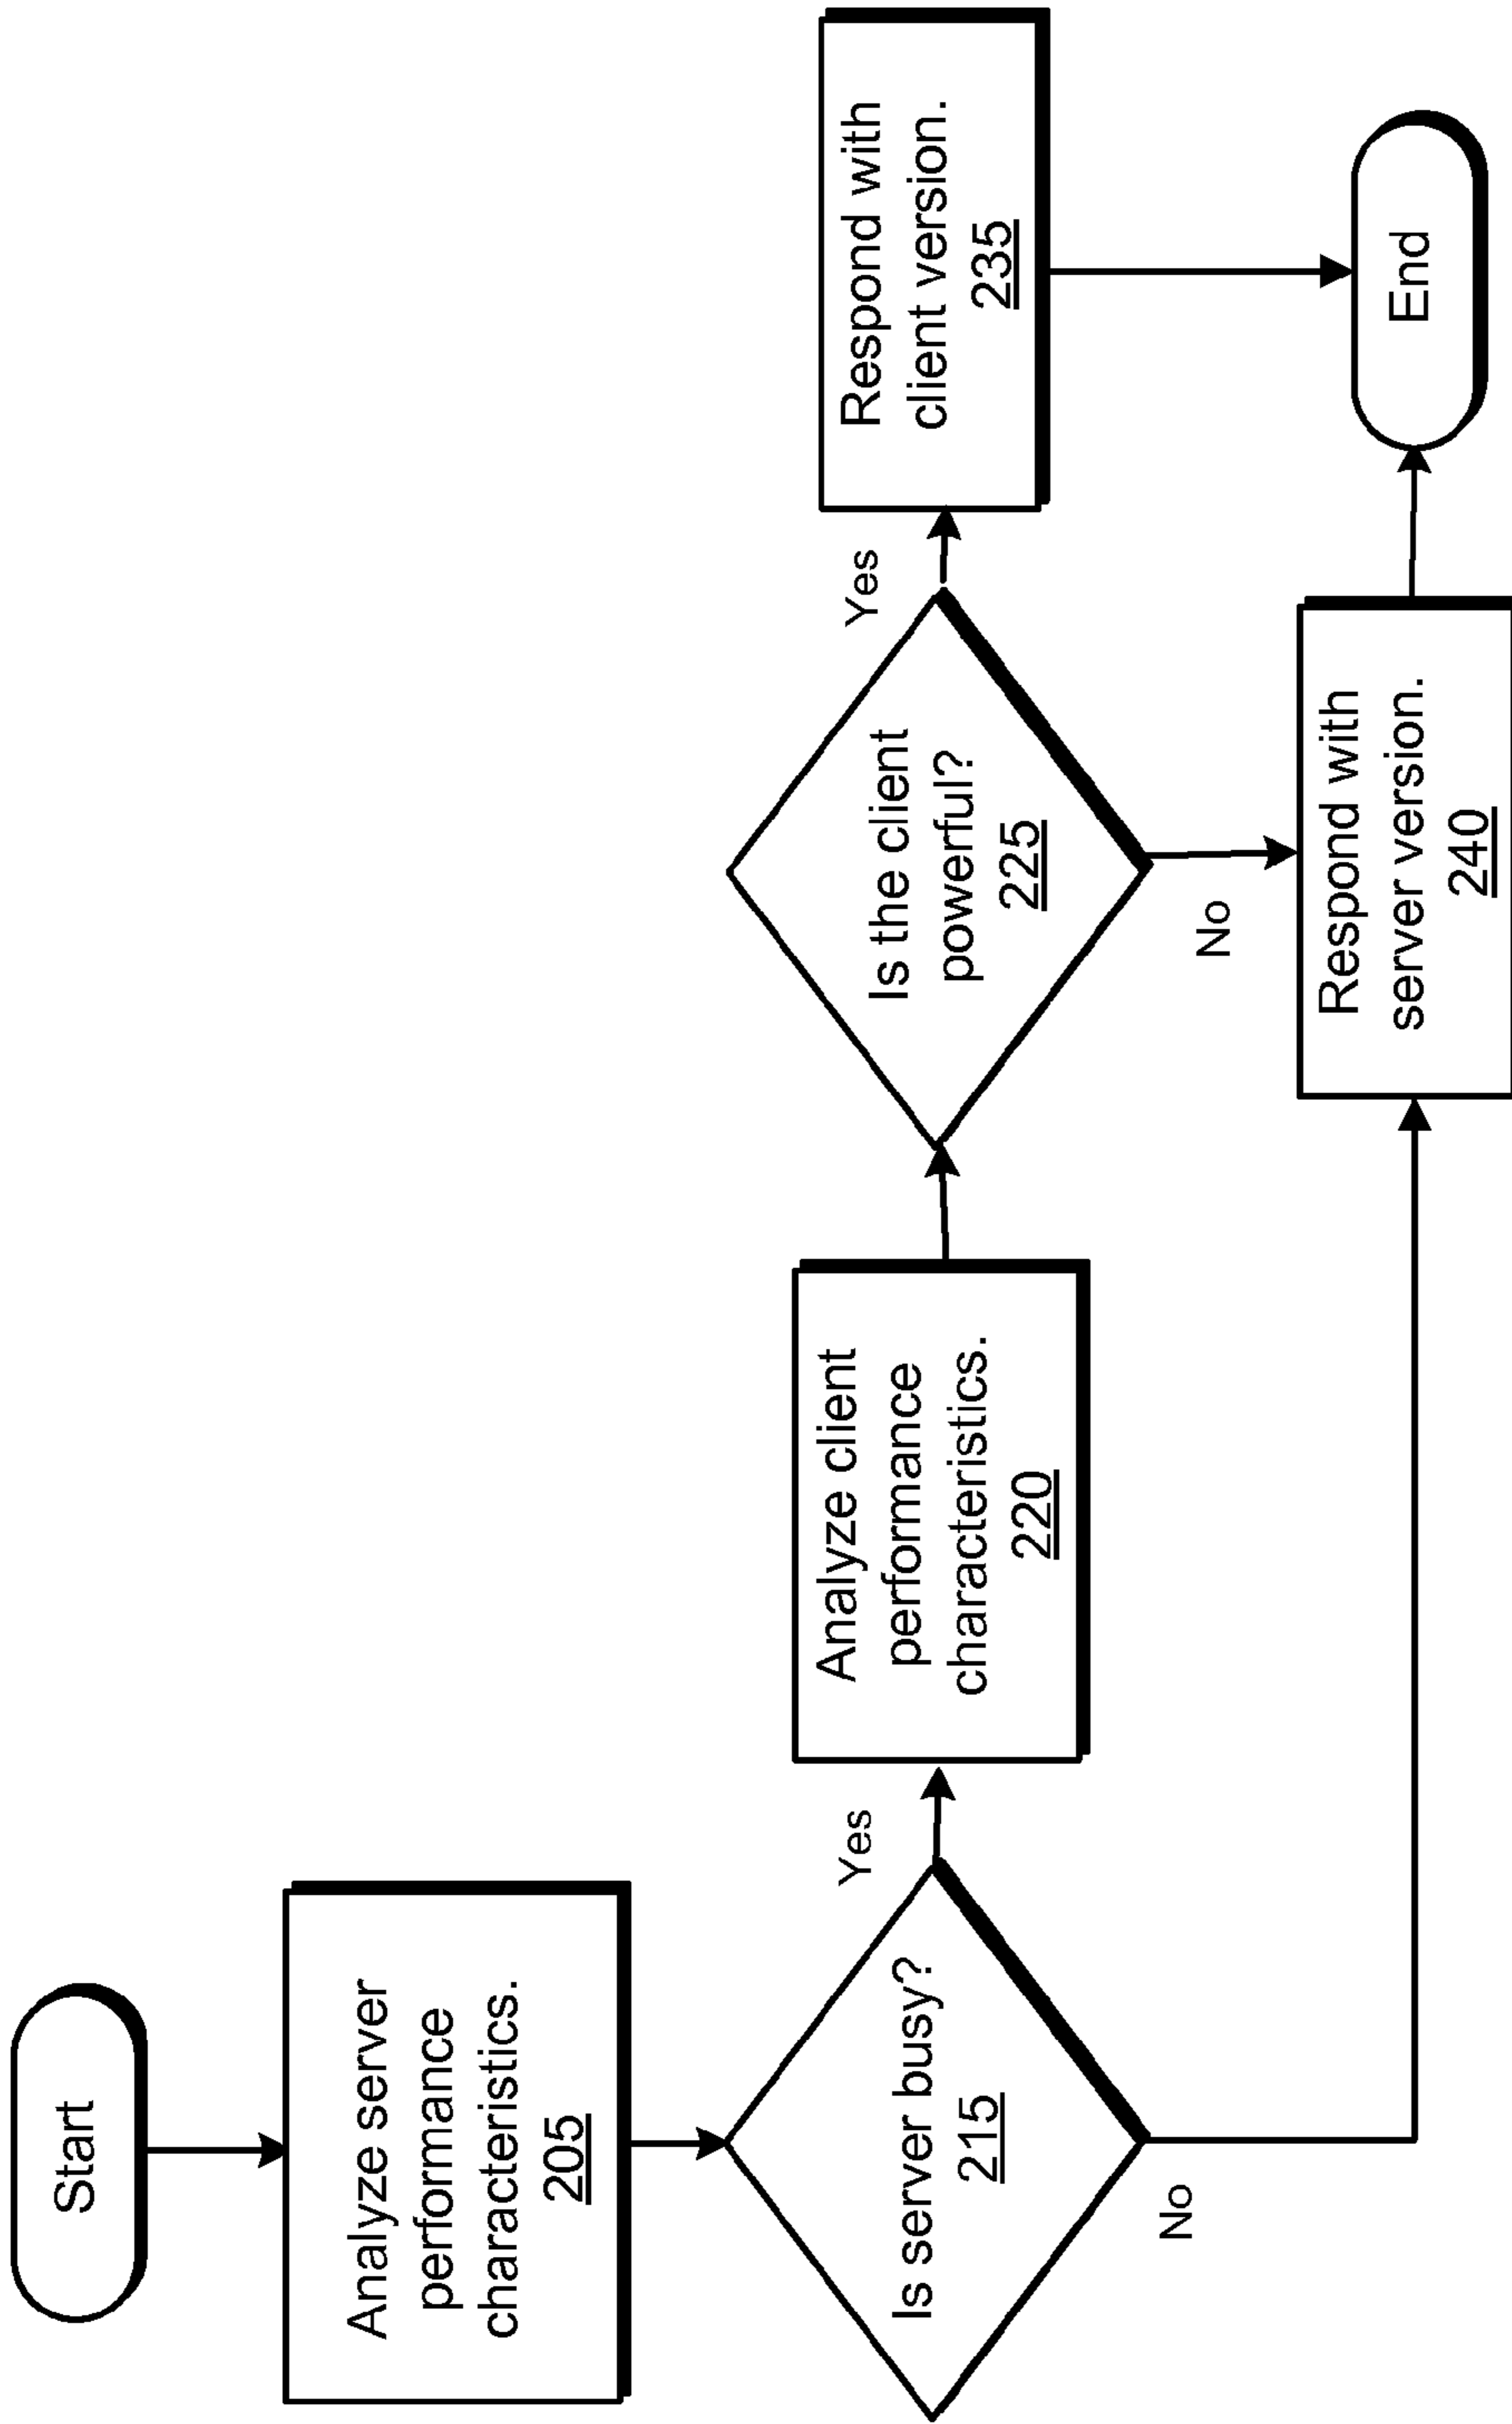 Start
Analyze server
performance
characteristics.
205
Is server busy?
215
Yes
No
Analyze client
performance
characteristics.
220
Is the client
powerful?
225
Yes
No
Respond with
client version.
235
Respond with
server version.
240
End